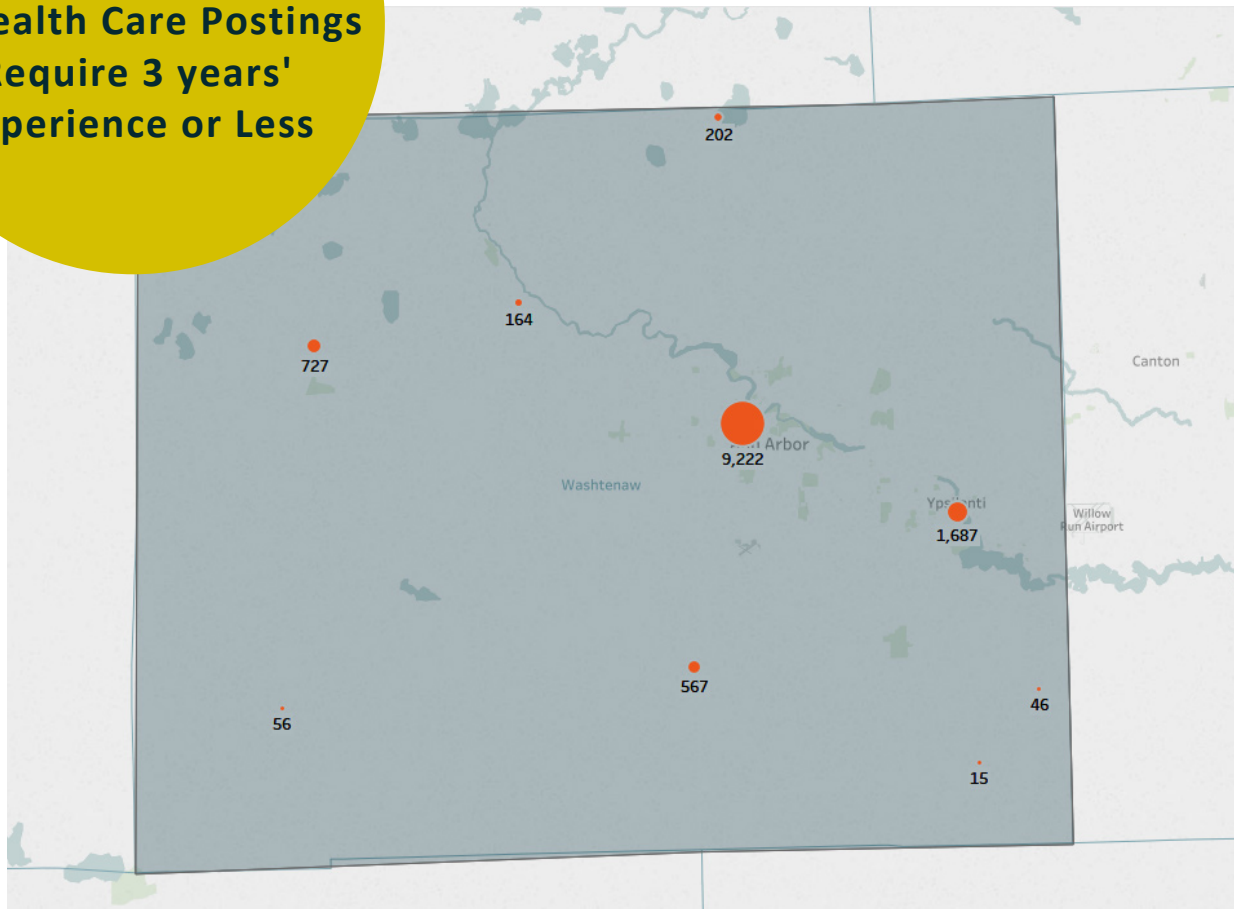 ealth Care Postings
equire 3 years'
perience or Less
202
164
727
Canton
Arbor
9,222
Washtenaw
Willow
Run Airport
1,687
567
46
56
15